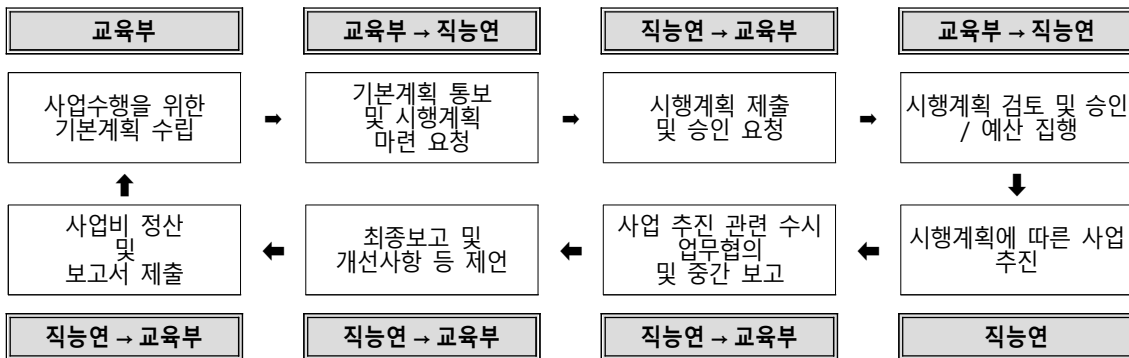 교육부
교육부 → 직능연
직능연 → 교육부
교육부 → 직능연
사업수행을 위한
기본계획 수립
➡
기본계획 통보
및 시행계획
마련 요청
➡
시행계획 제출
및 승인 요청
➡
시행계획 검토 및 승인
/ 예산 집행
⬆
⬇
사업비 정산
및
보고서 제출
⬅
최종보고 및
개선사항 등 제언
⬅
사업 추진 관련 수시
업무협의
및 중간 보고
⬅
시행계획에 따른 사업
추진
직능연 → 교육부
직능연 → 교육부
직능연 → 교육부
직능연